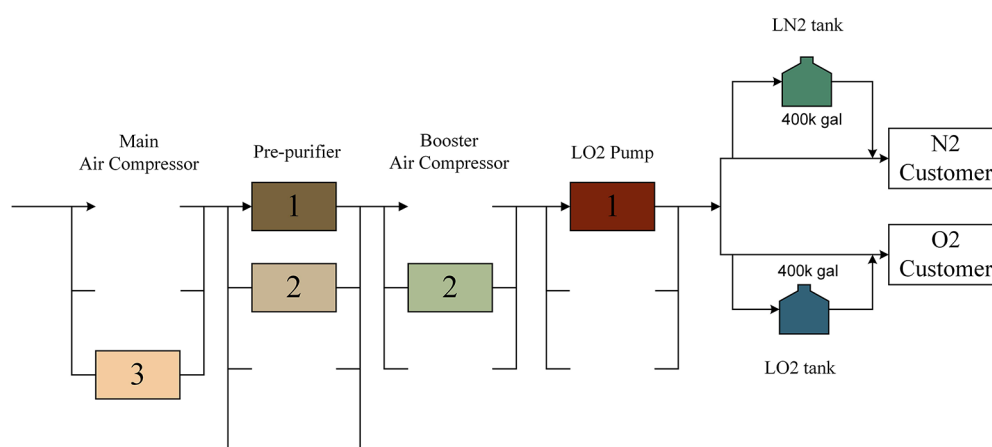 LN2 tank
400k gal
Main
Air Compressor
Pre-purifier
Booster
Air Compressor
LO2 Pump
N2
Customer
1
1
O2
Customer
2
2
400k gal
3
LO2 tank